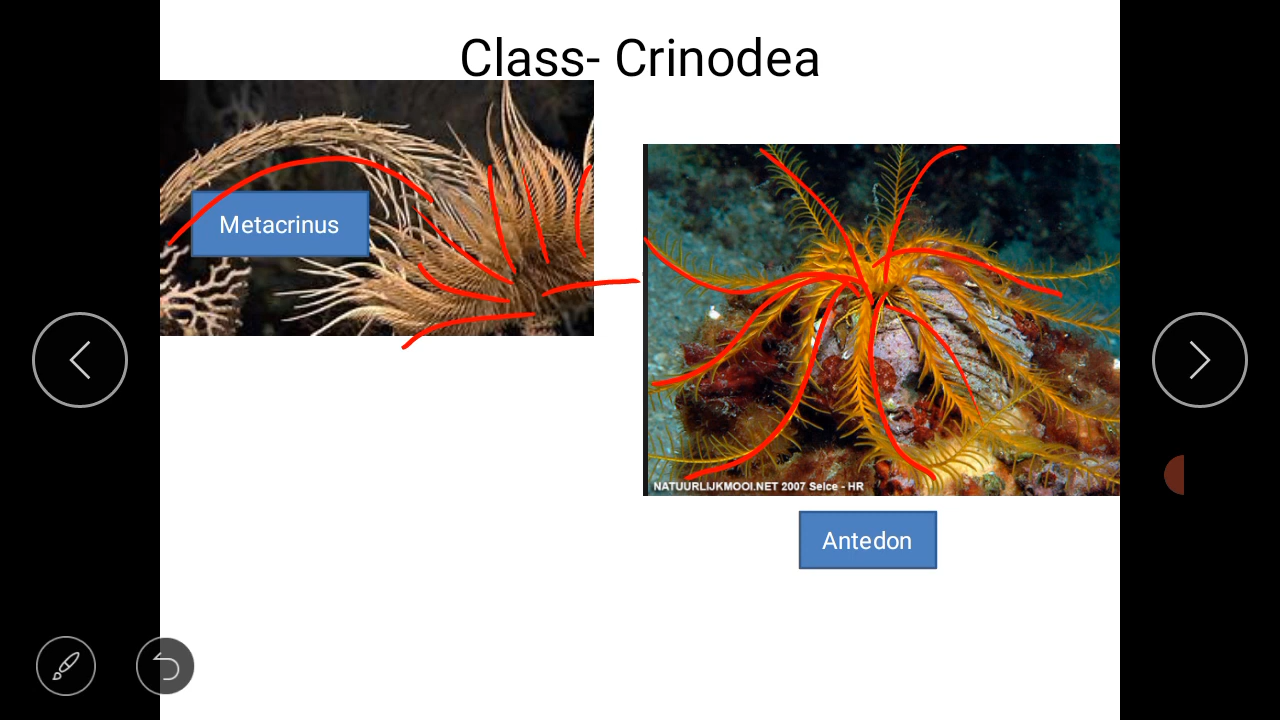 Class- Crinodea
Metacrinus
NATUURLIJKMOOI.NET 2007 Selce - HR
Antedon